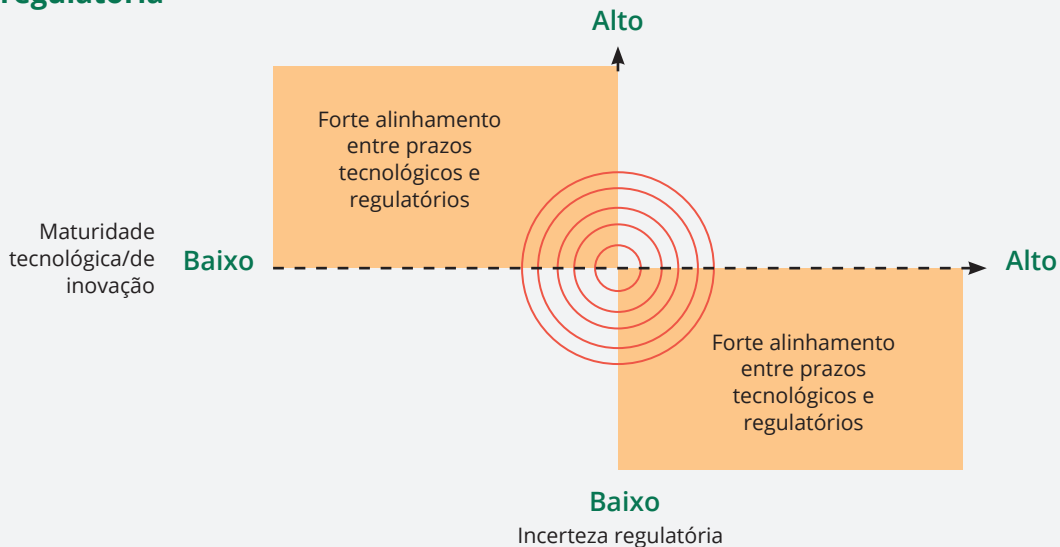 regulatória
Alto
Forte alinhamento
entre prazos
tecnológicos e
regulatórios
Maturidade
tecnológica/de
inovação
Baixo
Alto
Forte alinhamento
entre prazos
tecnológicos e
regulatórios
Baixo
Incerteza regulatória